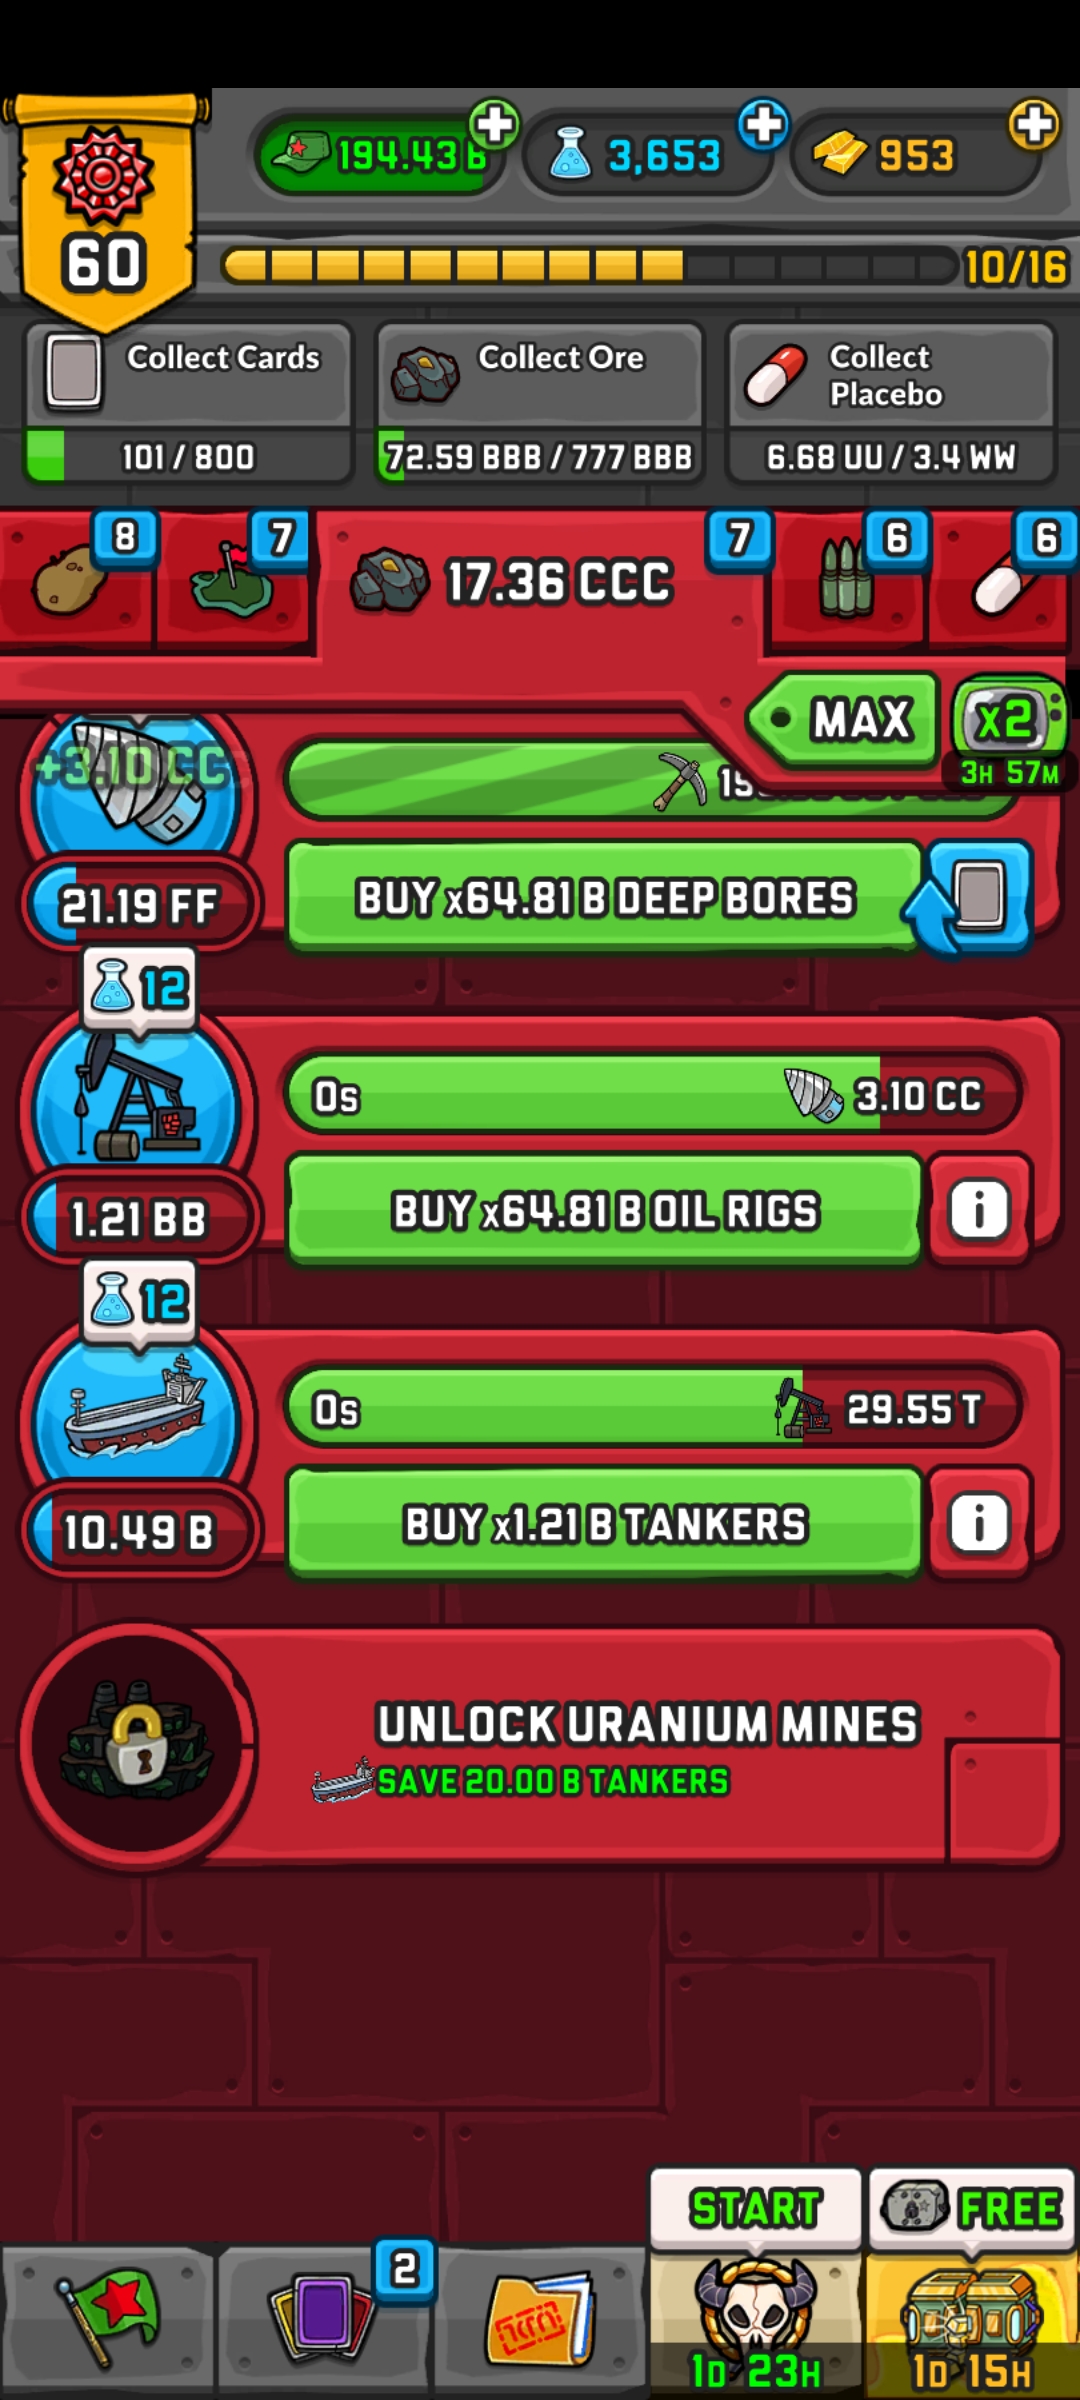 60
194.43 B
3,653
953
10/16
Collect Cards
101 / 800
Collect Ore
72.59 BBB / 777 BBB
Collect
Placebo
6.68 UU / 3.4 WW
8
7
17.36 CCC
7
6
6
MAX
x2
3H 57M
+3.10 CC
21.19 FF
BUY x64.81 B DEEP BORES
12
0s
3.10 CC
1.21 BB
BUY x64.81 B OIL RIGS
i
12
0s
29.55 T
10.49 B
BUY x1.21 B TANKERS
i
UNLOCK URANIUM MINES
SAVE 20.00 B TANKERS
START
FREE
2
1D 23H
1D 15H